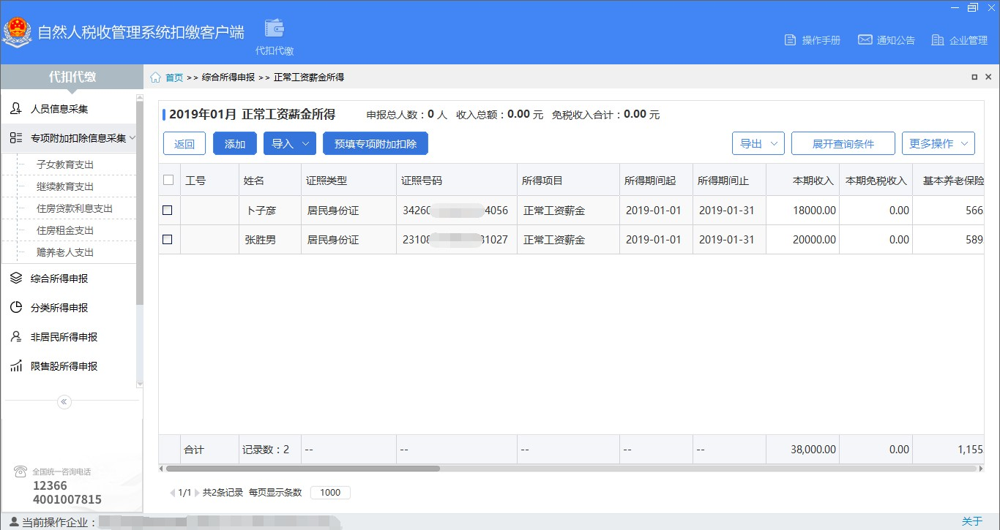 自然人税收管理系统扣缴客户端
代扣代缴
操作手册 通知公告 企业管理
代扣代缴
首页 >> 综合所得申报 >> 正常工资薪金所得
人员信息采集
专项附加扣除信息采集
子女教育支出
继续教育支出
住房贷款利息支出
住房租金支出
赡养老人支出
综合所得申报
分类所得申报
非居民所得申报
限售股所得申报
全国统一咨询电话
12366
4001007815
2019年01月 正常工资薪金所得 申报总人数：0 人 收入总额：0.00 元 免税收入合计：0.00 元
返回 添加 导入 预填专项附加扣除 导出 展开查询条件 更多操作
工号 姓名 证照类型 证照号码 所得项目 所得期间起 所得期间止 本期收入 本期免税收入 基本养老保险
卜子彦 居民身份证 3426 4056 正常工资薪金 2019-01-01 2019-01-31 18000.00 0.00 566
张胜男 居民身份证 2310 1027 正常工资薪金 2019-01-01 2019-01-31 20000.00 0.00 589
合计 记录数：2 -- -- -- -- -- 38,000.00 0.00 1,155
1/1 共2条记录 每页显示条数 1000
当前操作企业： 关于